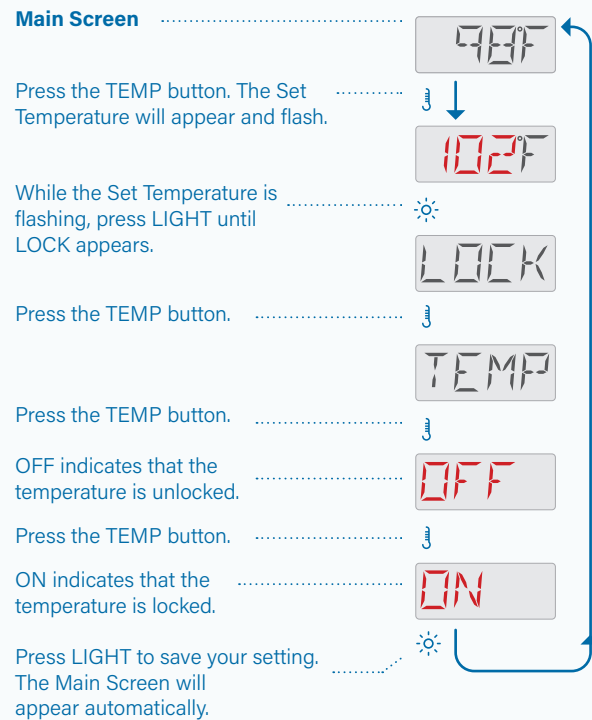 Main Screen
98°F
Press the TEMP button. The Set
Temperature will appear and flash.
102°F
While the Set Temperature is
flashing, press LIGHT until
LOCK appears.
LOCK
Press the TEMP button.
TEMP
Press the TEMP button.
OFF indicates that the
temperature is unlocked.
OFF
Press the TEMP button.
ON indicates that the
temperature is locked.
ON
Press LIGHT to save your setting.
The Main Screen will
appear automatically.